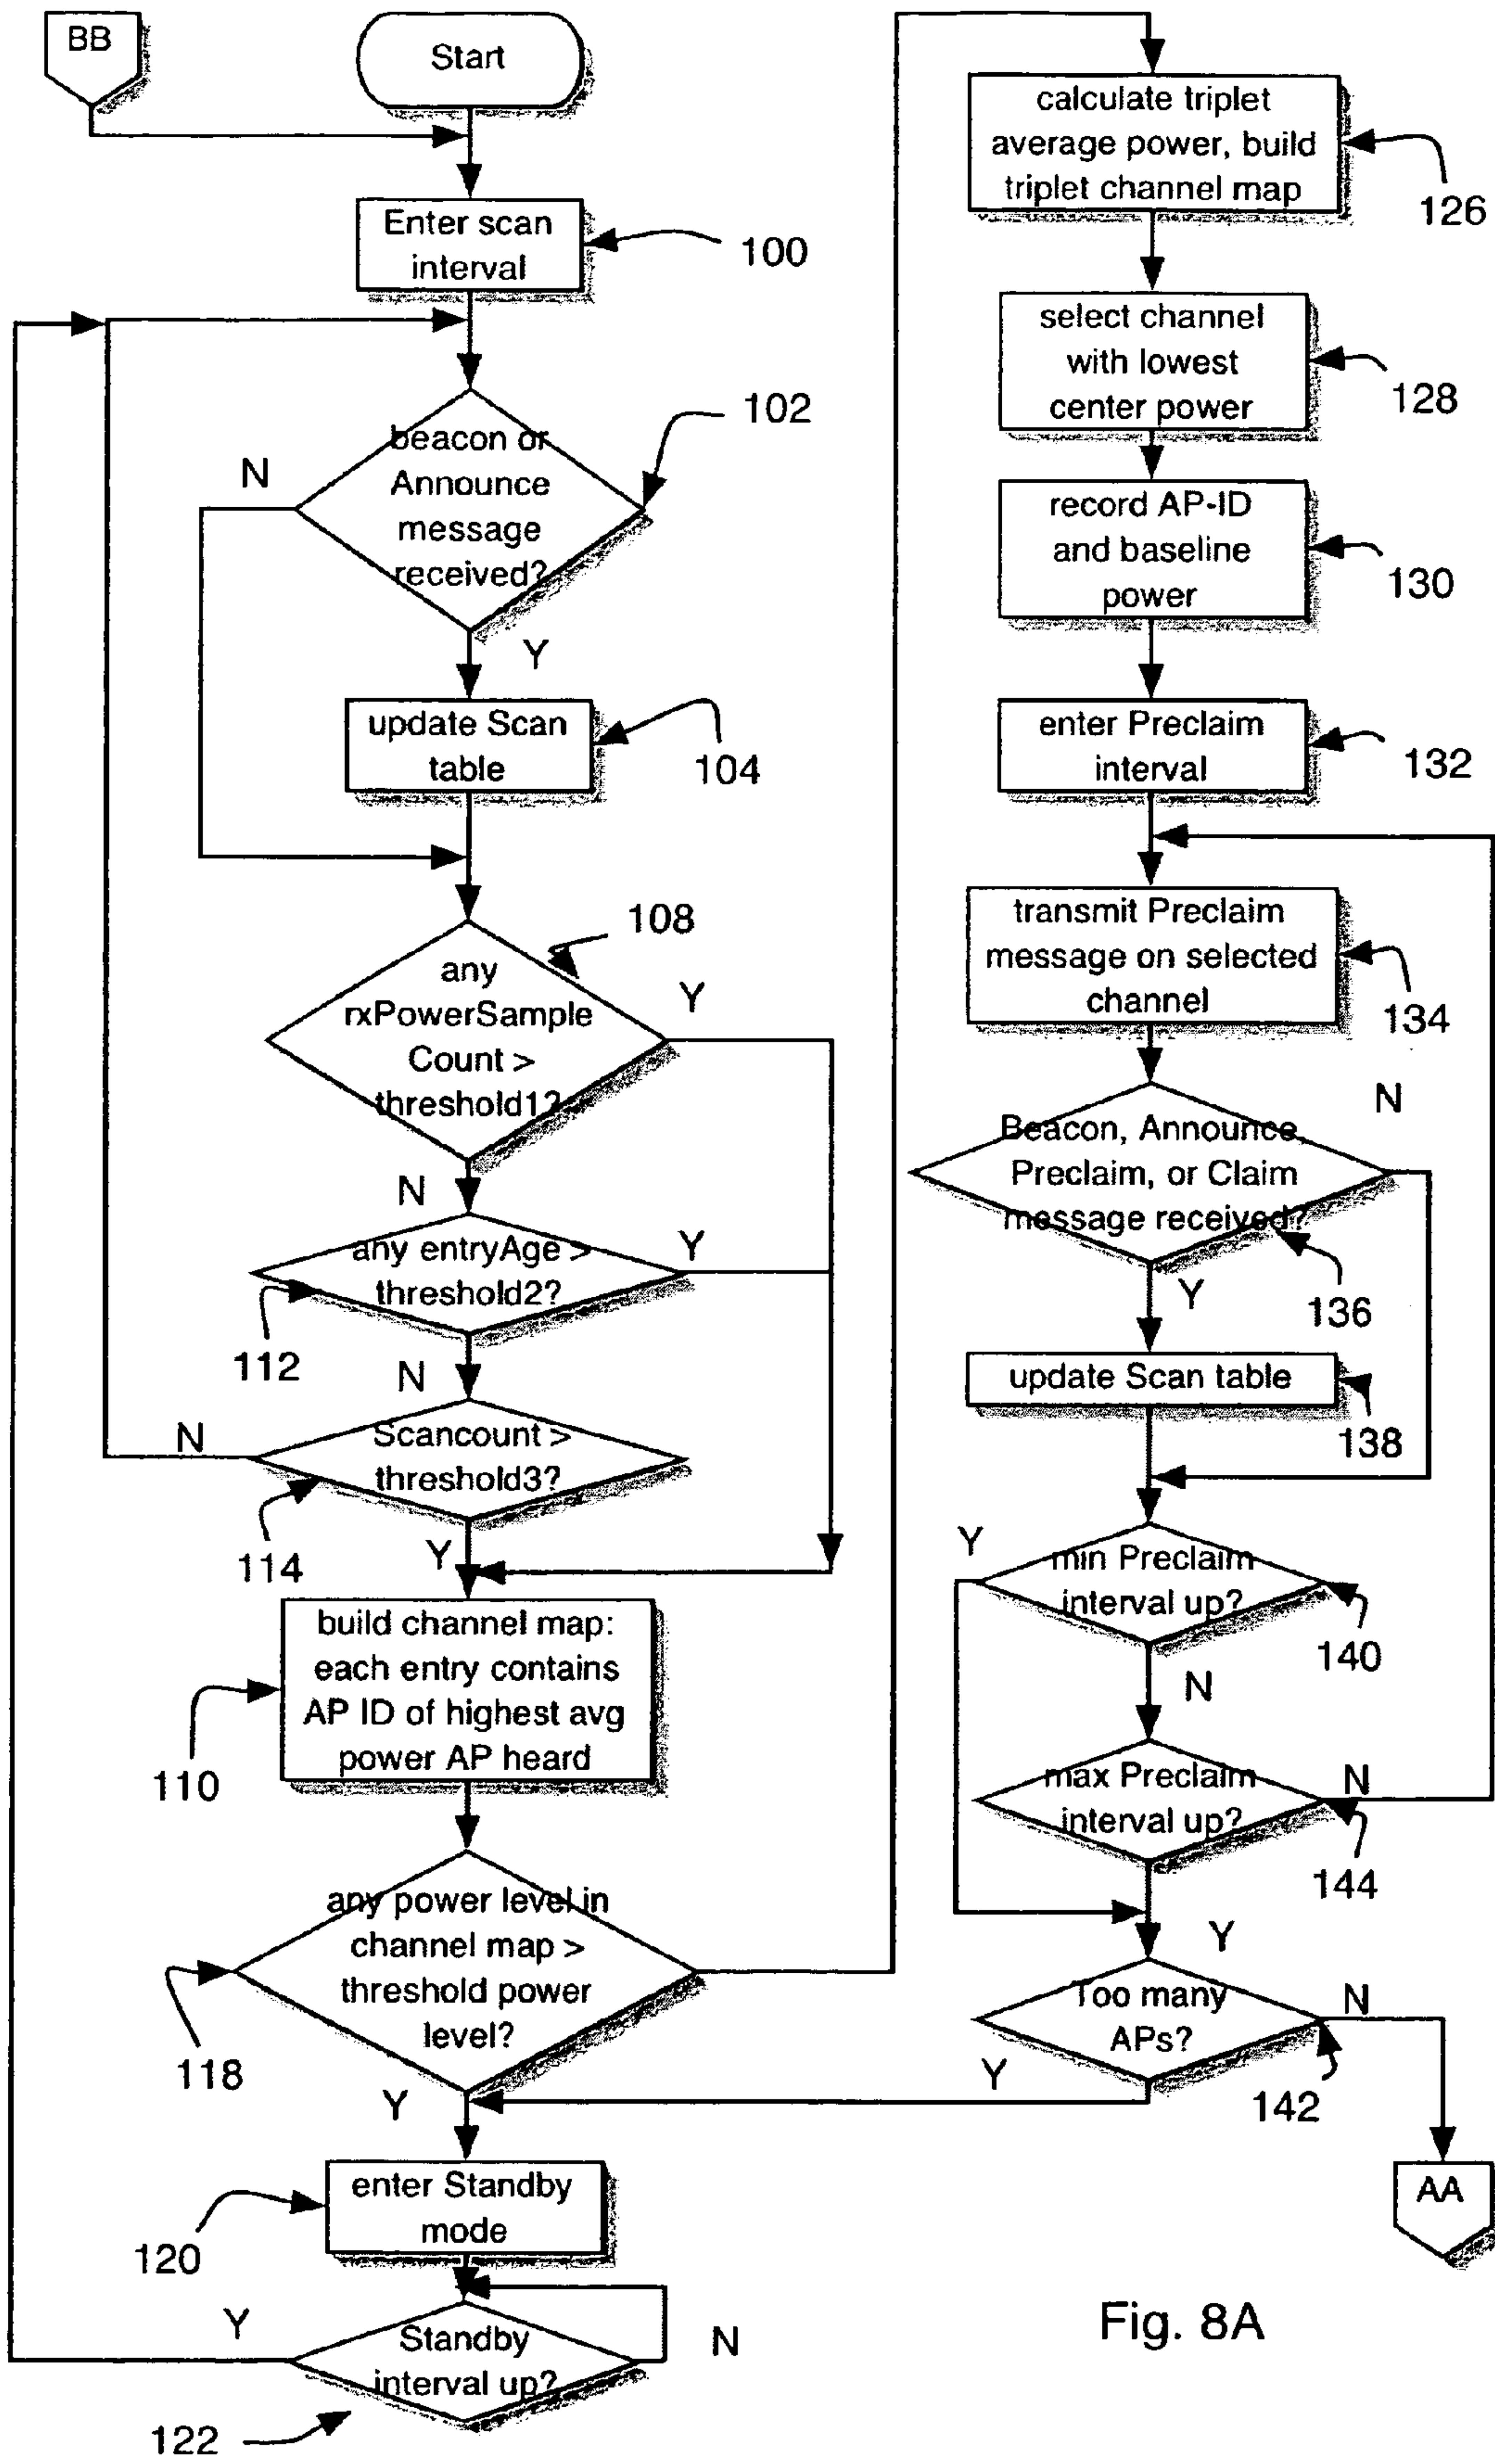 BB
Start
Enter scan
interval
100
beacon or
Announce
message
received?
102
N
Y
update Scan
table
104
any
rxPowerSample
Count >
threshold1?
108
Y
N
any entryAge >
threshold2?
Y
112
N
Scancount >
threshold3?
N
114
Y
build channel map:
each entry contains
AP ID of highest avg
power AP heard
110
any power level in
channel map >
threshold power
level?
118
Y
enter Standby
mode
120
Standby
interval up?
Y
N
122
calculate triplet
average power, build
triplet channel map
126
select channel
with lowest
center power
128
record AP-ID
and baseline
power
130
enter Preclaim
interval
132
transmit Preclaim
message on selected
channel
134
Beacon, Announce,
Preclaim, or Claim
message received?
N
136
Y
update Scan table
138
min Preclaim
interval up?
Y
140
N
max Preclaim
interval up?
N
144
Y
Too many
APs?
N
Y
142
AA
Fig. 8A